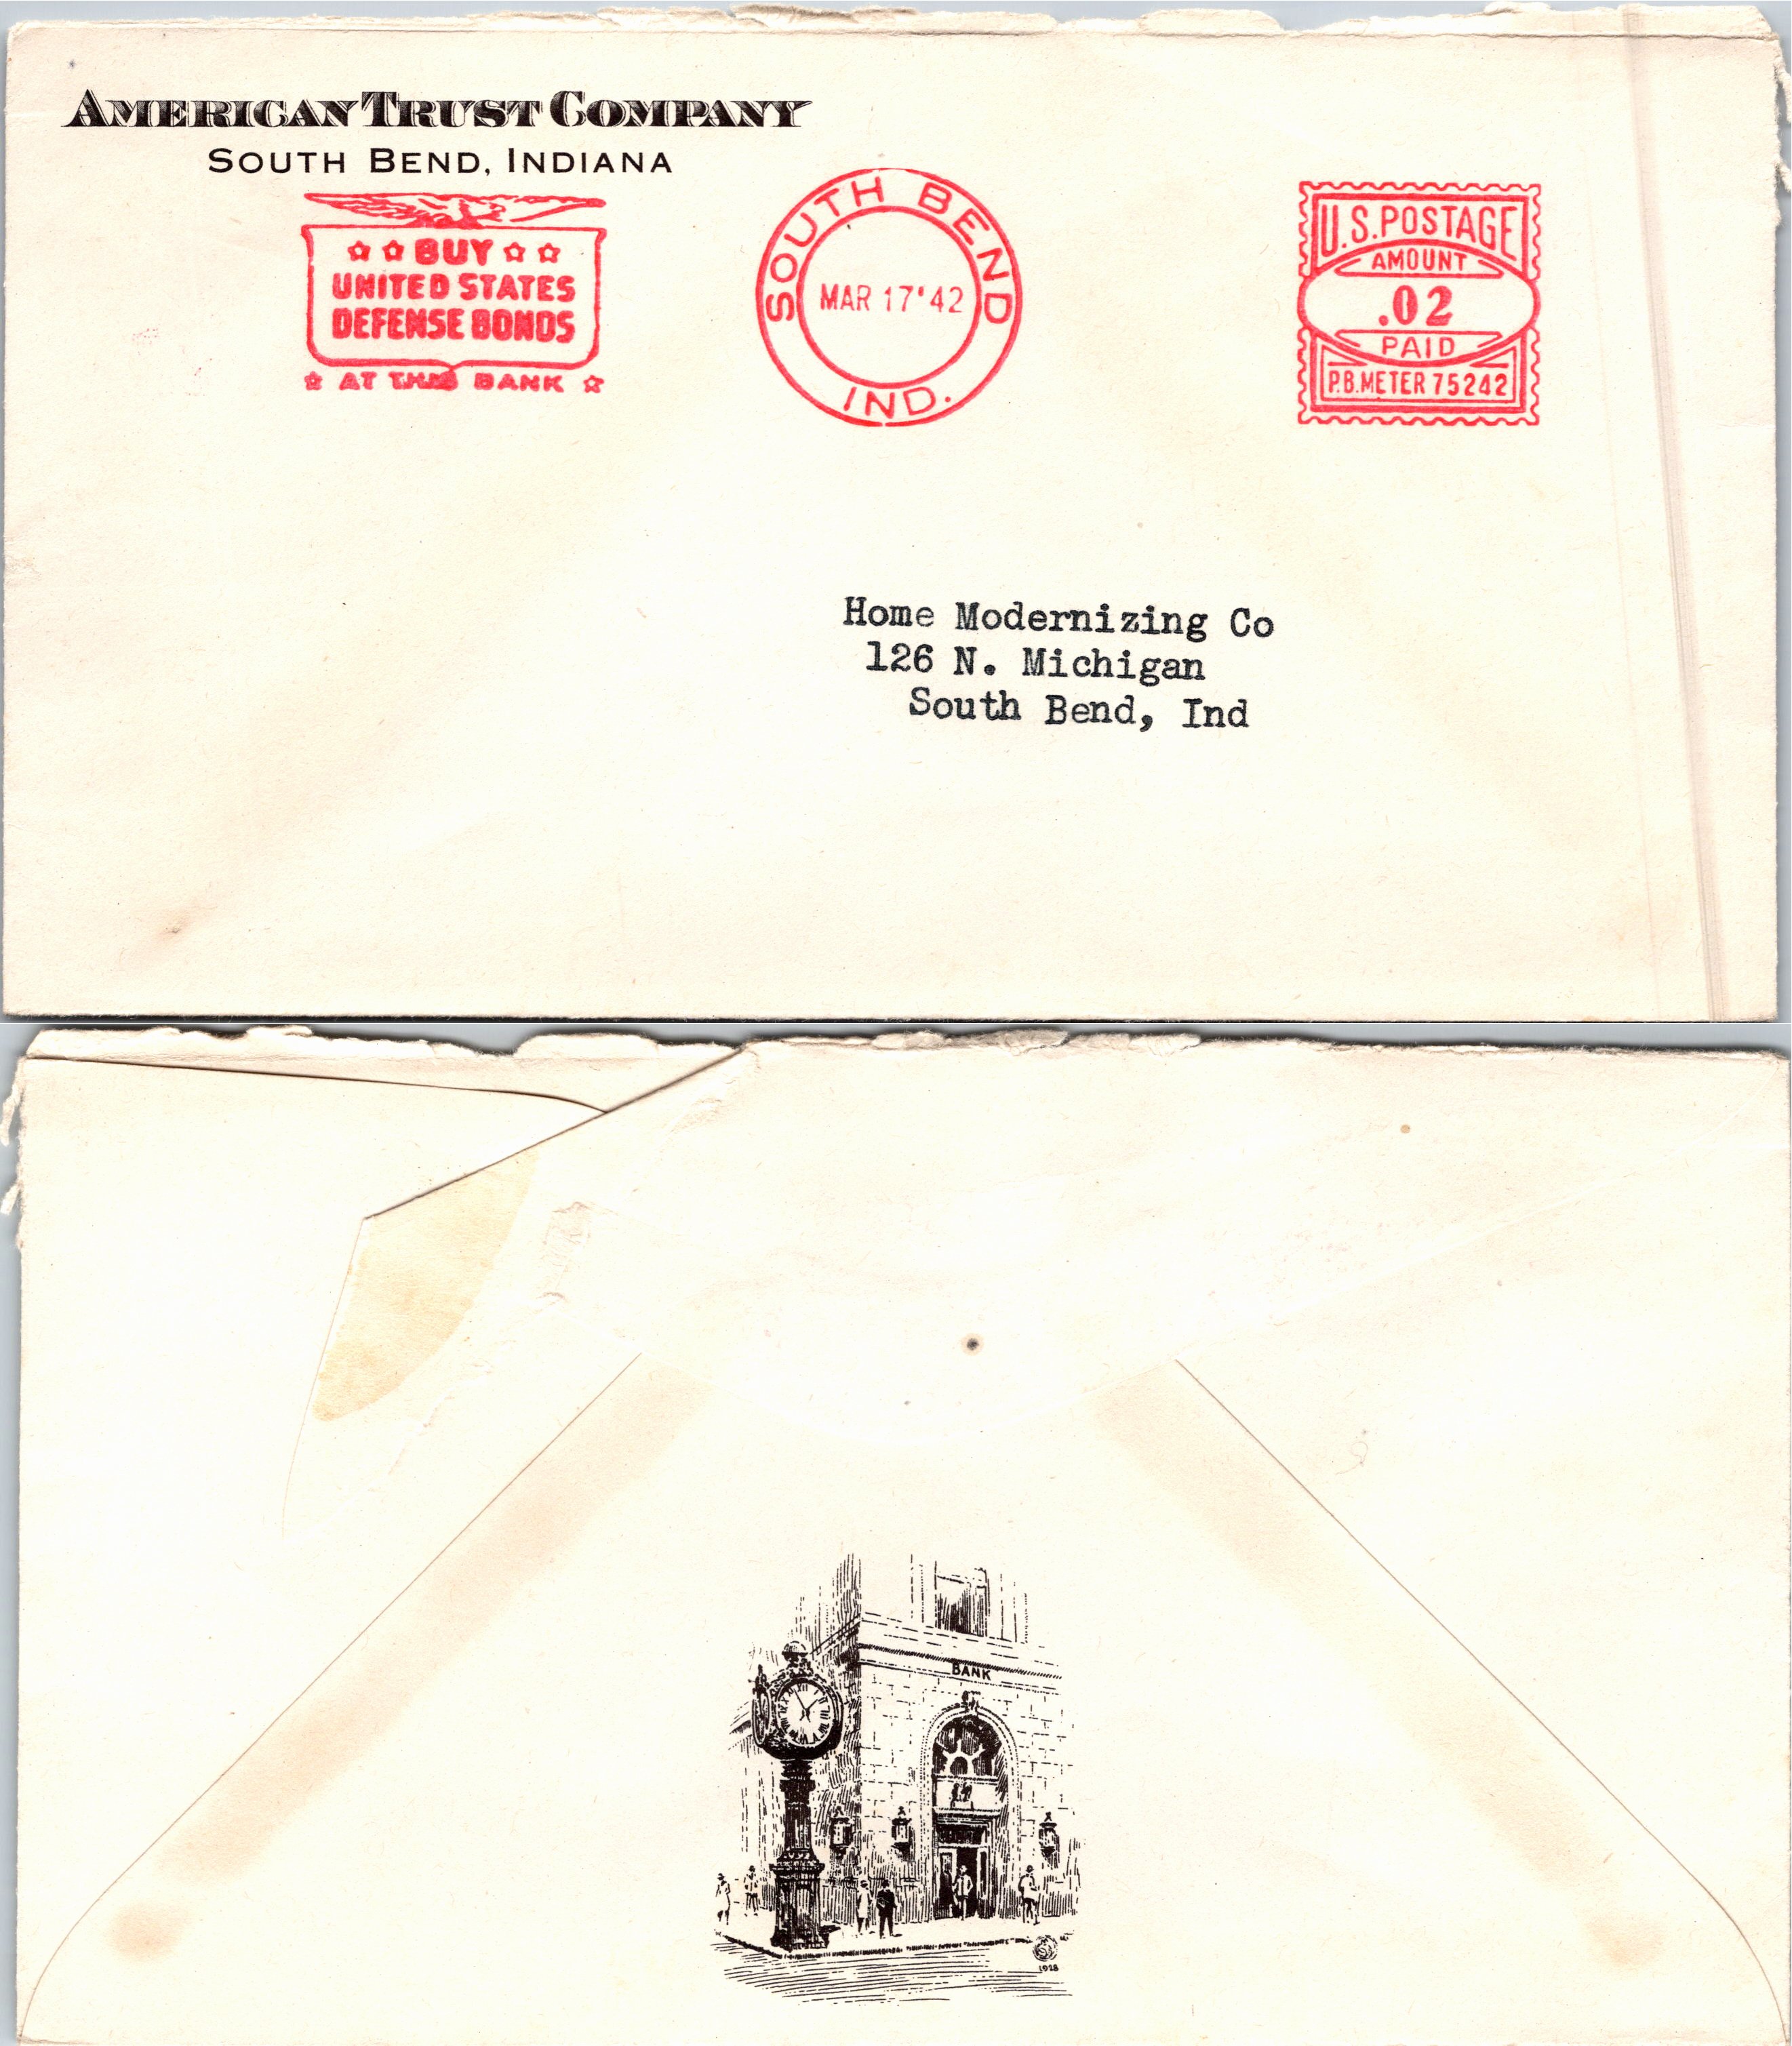 AMERICAN TRUST COMPANY
SOUTH BEND, INDIANA
BUY
UNITED STATES
DEFENSE BONDS
AT THIS BANK
SOUTH BEND
MAR 17 '42
IND.
U.S. POSTAGE
AMOUNT
.02
PAID
P.B. METER 75242
Home Modernizing Co
126 N. Michigan
South Bend, Ind
BANK
1928